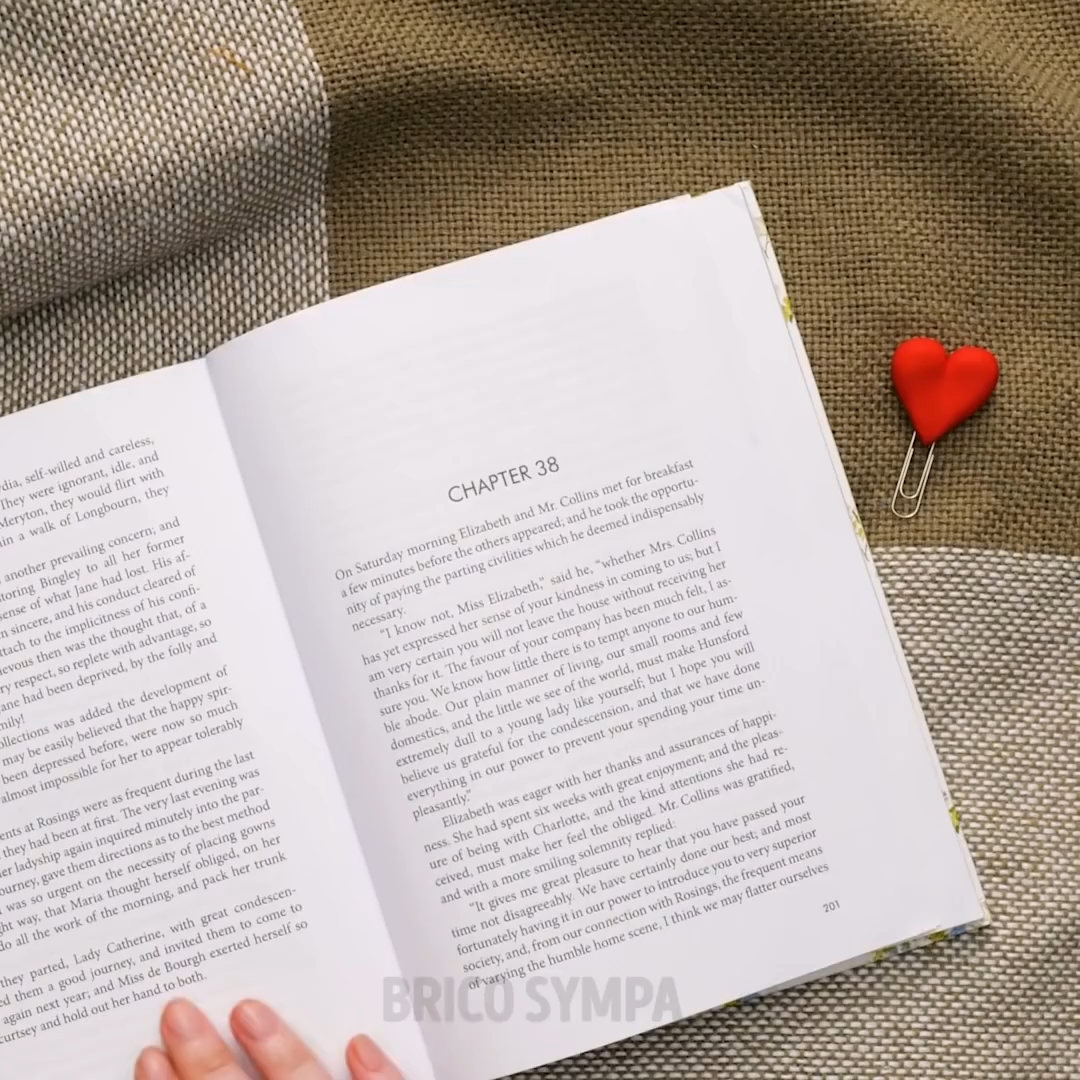 dia, self-willed and careless,
They were ignorant, idle, and
Meryton, they would flirt with
in a walk of Longbourn, they
another prevailing concern; and
toring Bingley to all her former
ense of what Jane had lost. His af-
n sincere, and his conduct cleared of
ttach to the implicitness of his confi-
ievous then was the thought that, of a
ry respect, so replete with advantage, so
ane had been deprived, by the folly and
mily!
ollections was added the development of
may be easily believed that the happy spir-
been depressed before, were now so much
almost impossible for her to appear tolerably
ents at Rosings were as frequent during the last
they had been at first. The very last evening was
er ladyship again inquired minutely into the par-
ourney, gave them directions as to the best method
was so urgent on the necessity of placing gowns
ght way, that Maria thought herself obliged, on her
do all the work of the morning, and pack her trunk
they parted, Lady Catherine, with great condescen-
ed them a good journey, and invited them to come to
again next year; and Miss de Bourgh exerted herself so
curtsey and hold out her hand to both.
CHAPTER 38
On Saturday morning Elizabeth and Mr. Collins met for breakfast
a few minutes before the others appeared; and he took the opportu-
nity of paying the parting civilities which he deemed indispensably
necessary.
"I know not, Miss Elizabeth," said he, "whether Mrs. Collins
has yet expressed her sense of your kindness in coming to us; but I
am very certain you will not leave the house without receiving her
thanks for it. The favour of your company has been much felt, I as-
sure you. We know how little there is to tempt anyone to our hum-
ble abode. Our plain manner of living, our small rooms and few
domestics, and the little we see of the world, must make Hunsford
extremely dull to a young lady like yourself; but I hope you will
believe us grateful for the condescension, and that we have done
everything in our power to prevent your spending your time un-
pleasantly."
Elizabeth was eager with her thanks and assurances of happi-
ness. She had spent six weeks with great enjoyment; and the pleas-
ure of being with Charlotte, and the kind attentions she had re-
ceived, must make her feel the obliged. Mr. Collins was gratified,
and with a more smiling solemnity replied:
"It gives me great pleasure to hear that you have passed your
time not disagreeably. We have certainly done our best; and most
fortunately having it in our power to introduce you to very superior
society, and, from our connection with Rosings, the frequent means
of varying the humble home scene, I think we may flatter ourselves
201
BRICO SYMPA